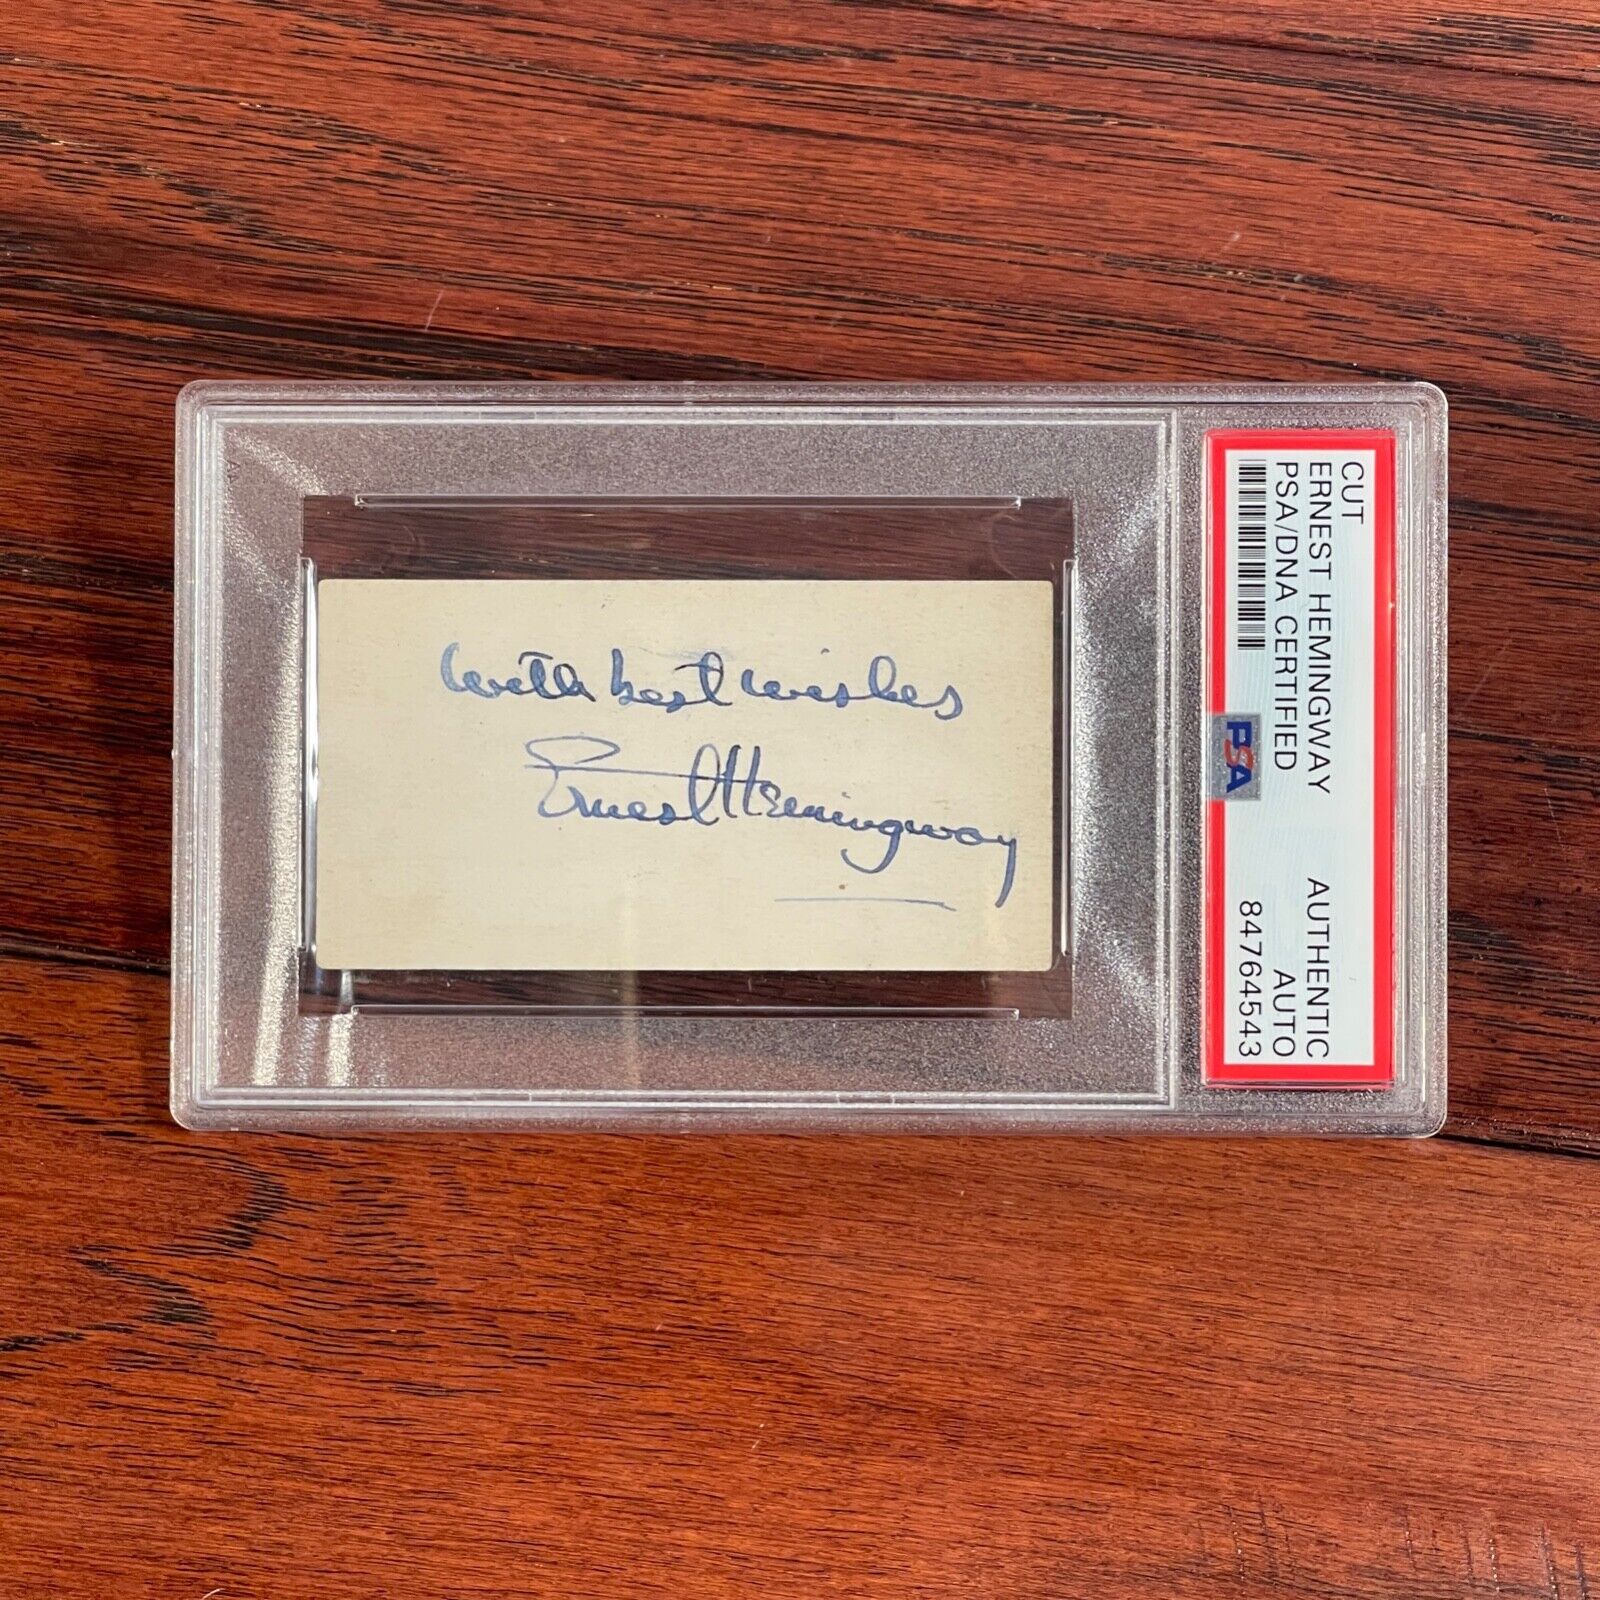 with best wishes
Ernest Hemingway
CUT
ERNEST HEMINGWAY AUTHENTIC
PSA/DNA CERTIFIED AUTO
PSA 84764543